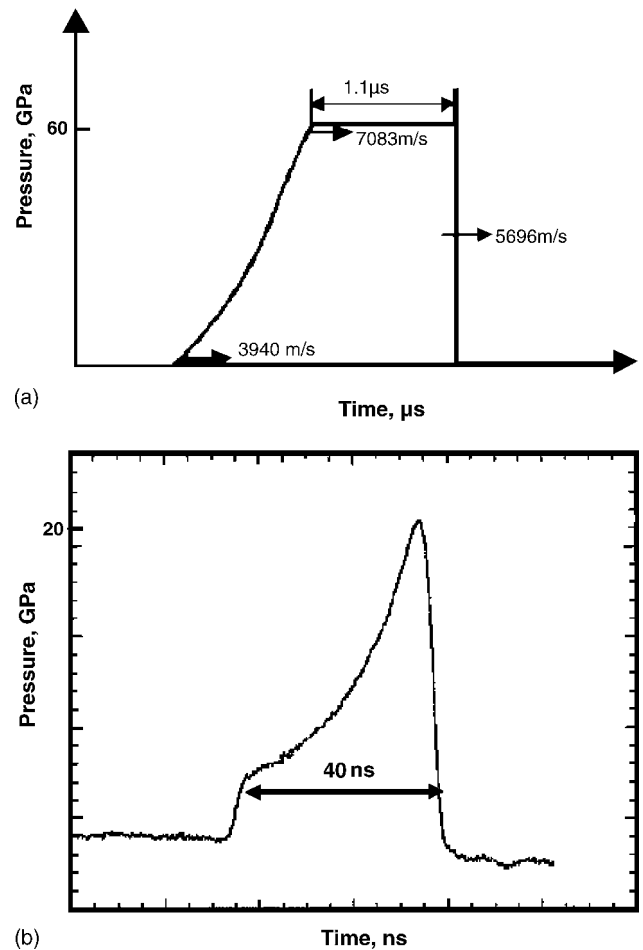 1.1µs
60
7083m/s
Pressure, GPa
5696m/s
3940 m/s
(a)
Time, µs
20
Pressure, GPa
40 ns
(b)
Time, ns